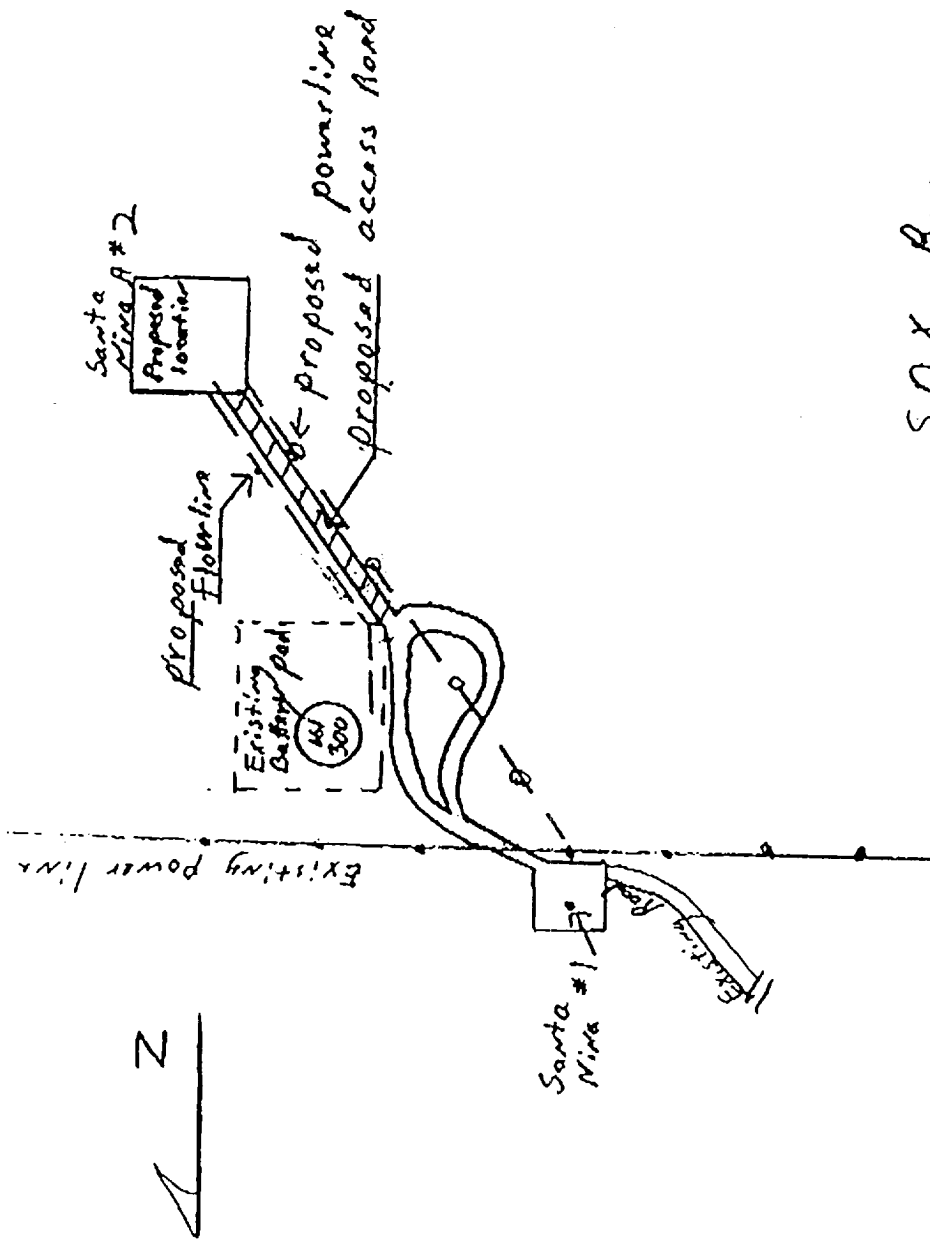 Santa
Nina A #2
Proposed
location
proposed
Flowline
← proposed powerline
Proposed access Road
Existing
Battery pad
300
Existing power line
N
Santa
Nina #1
Existing
Road